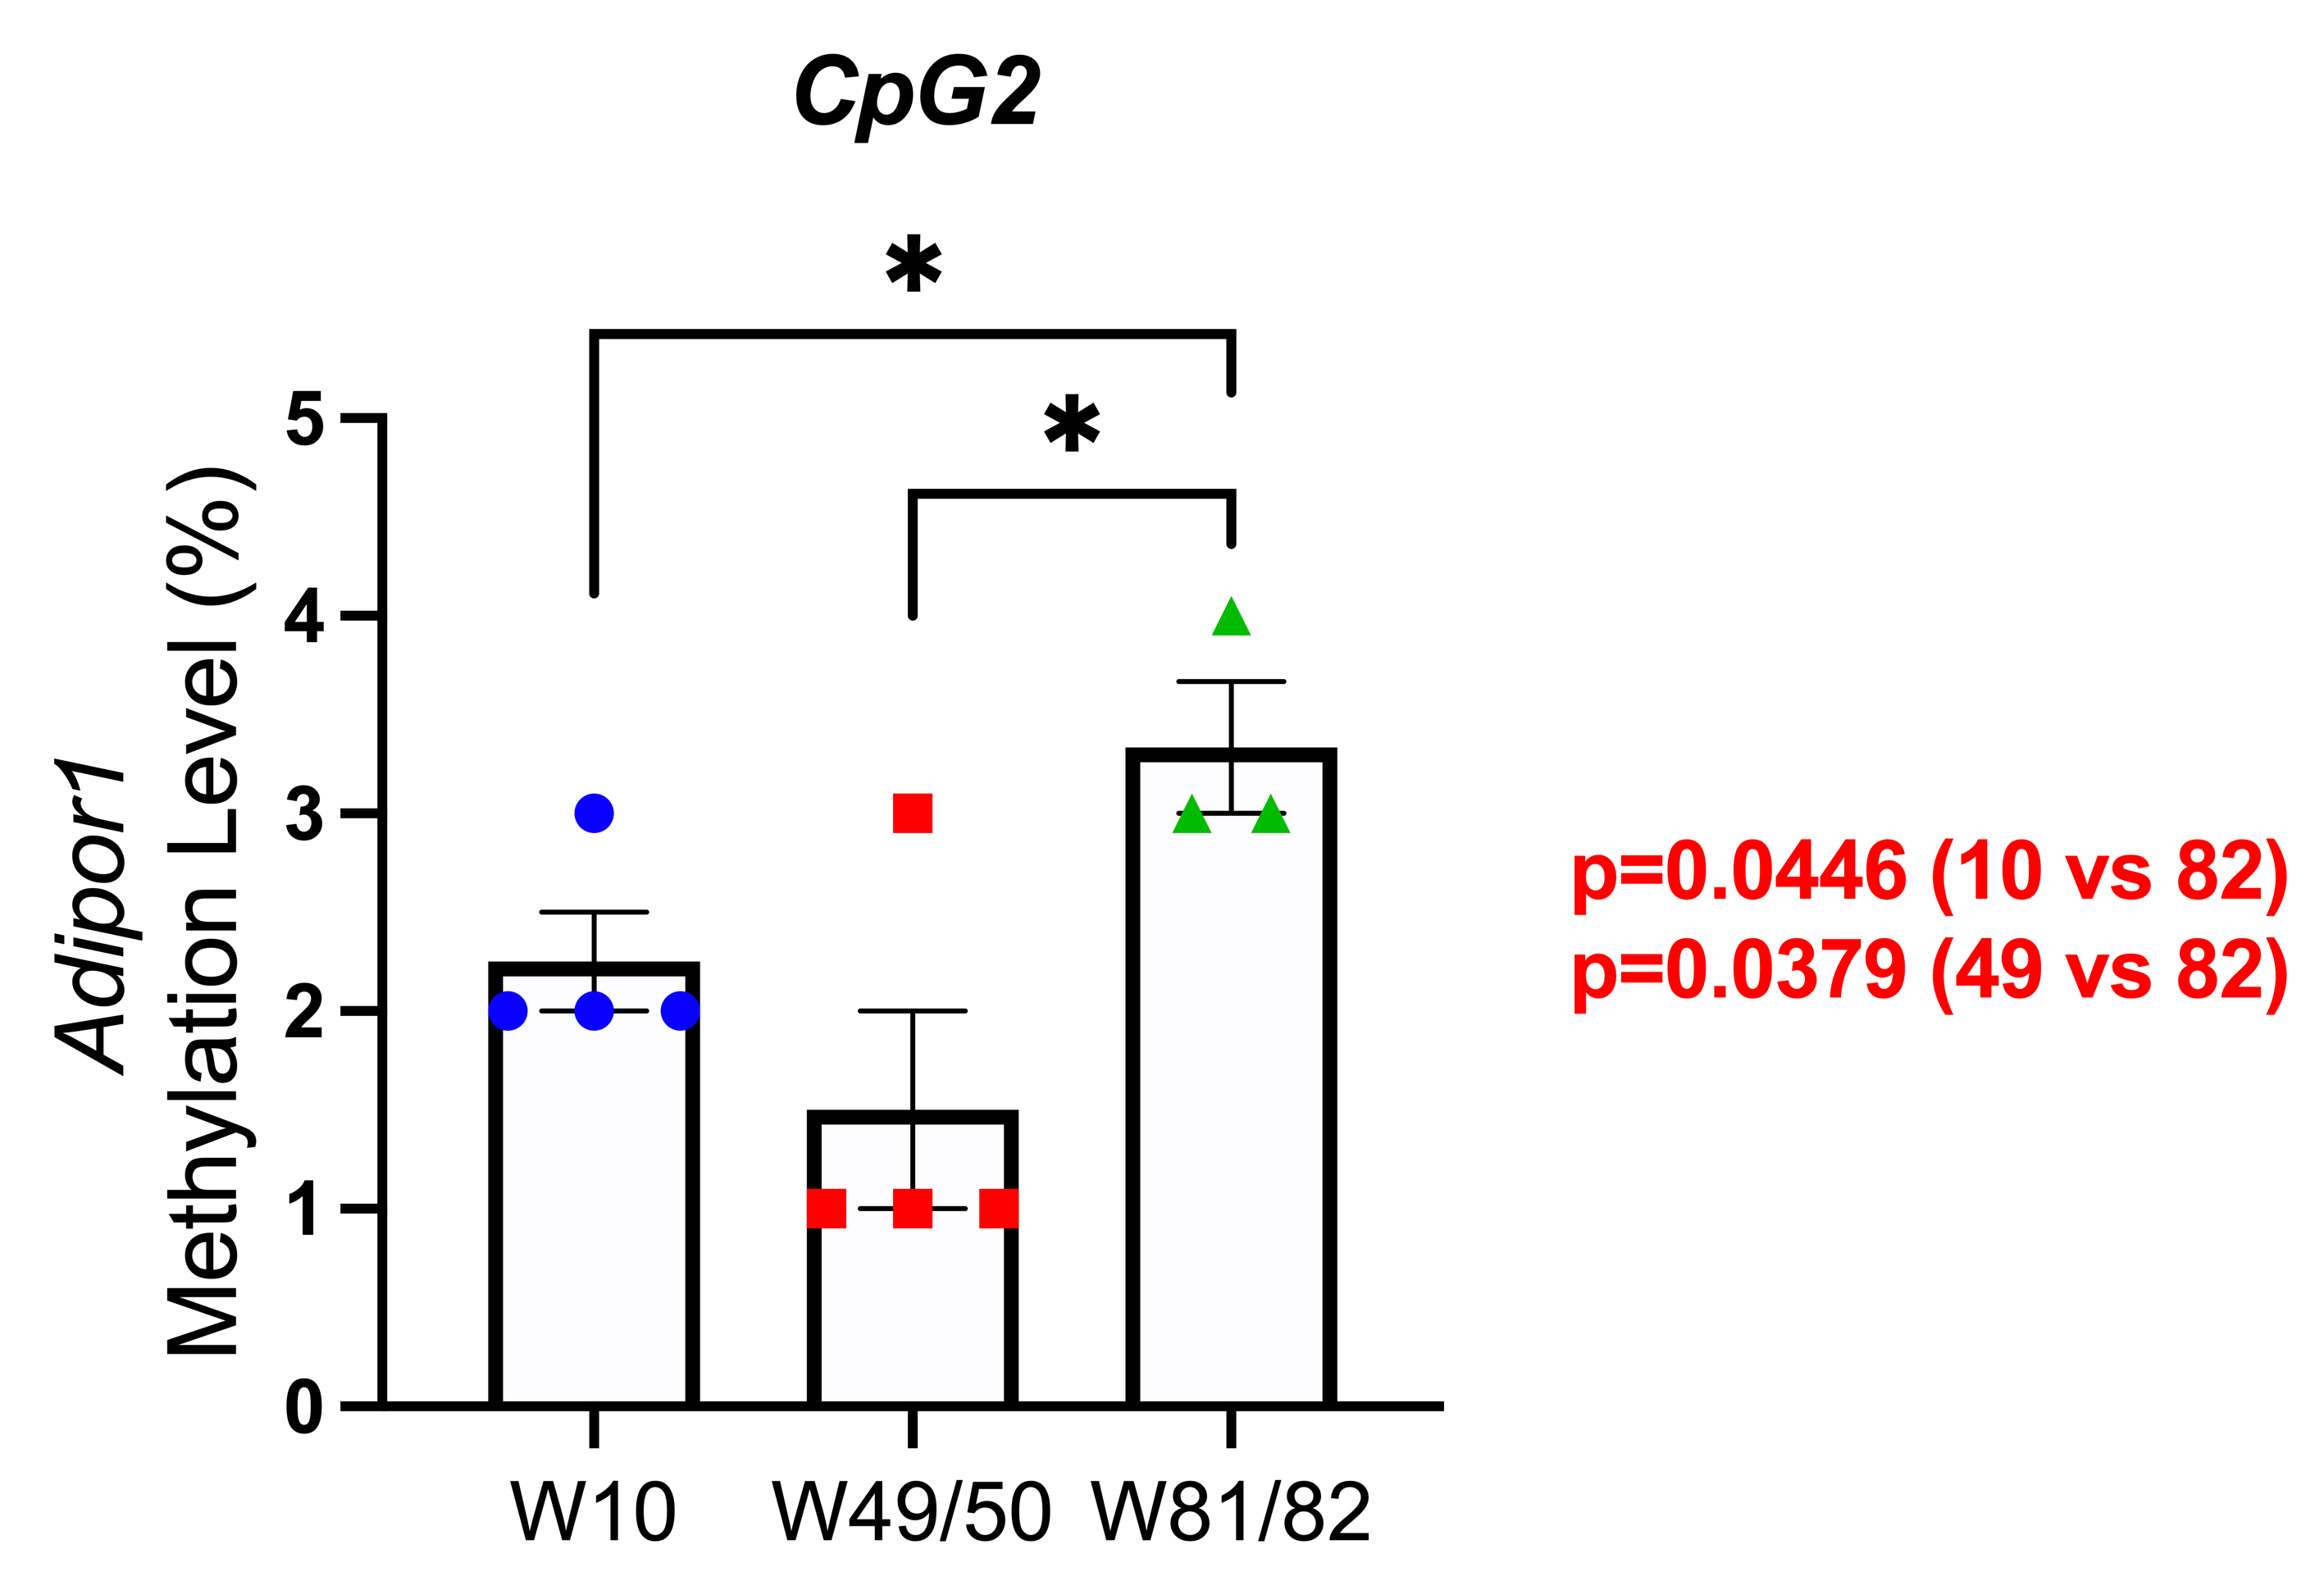 CpG2
*
*
Adipor1
Methylation Level (%)
5
4
3
2
1
0
W10 W49/50 W81/82
p=0.0446 (10 vs 82)
p=0.0379 (49 vs 82)